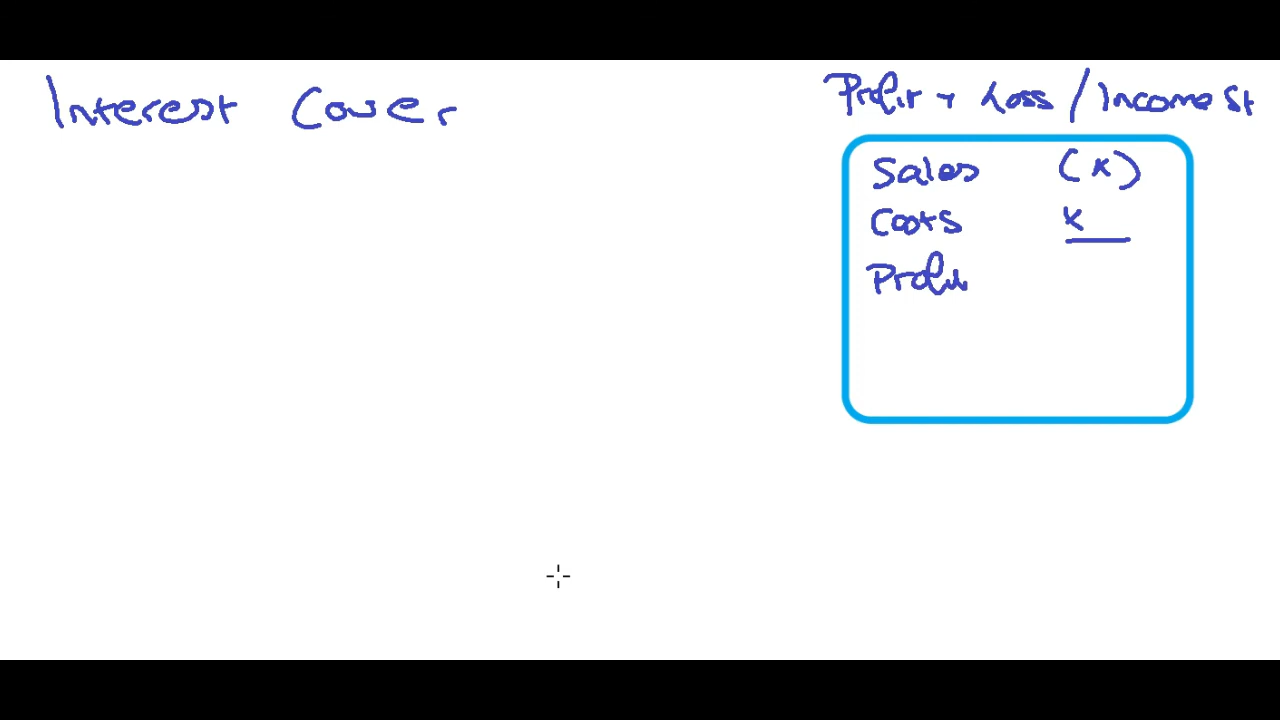 Interest Cover
Profit + Loss / Income St
Sales (x)
Costs x
Profit